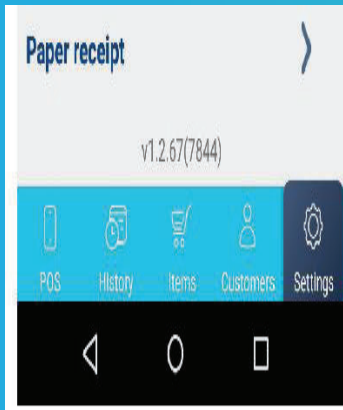 Paper receipt
v1.2.67(7844)
POS History Items Customers Settings